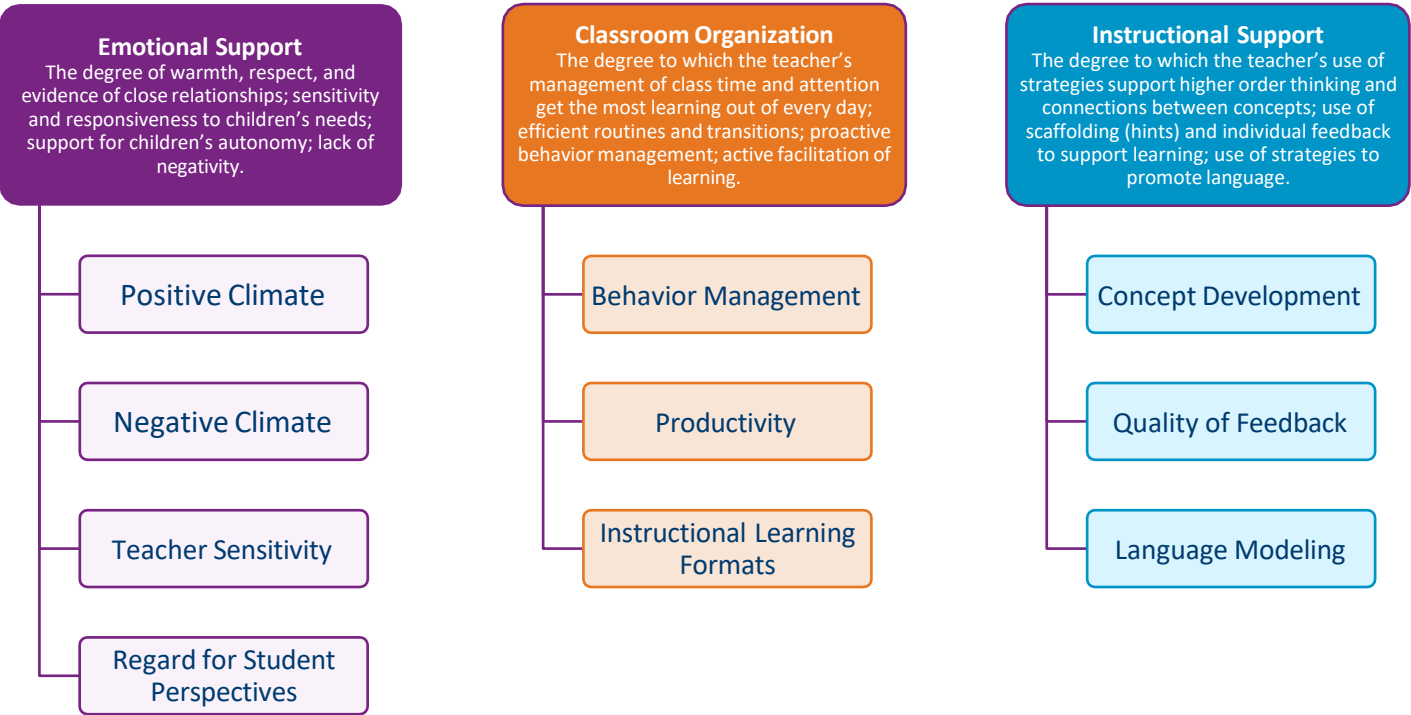 Emotional Support
The degree of warmth, respect, and
evidence of close relationships; sensitivity
and responsiveness to children’s needs;
support for children’s autonomy; lack of
negativity.
Positive Climate
Negative Climate
Teacher Sensitivity
Regard for Student
Perspectives
Classroom Organization
The degree to which the teacher’s
management of class time and attention
get the most learning out of every day;
efficient routines and transitions; proactive
behavior management; active facilitation of
learning.
Behavior Management
Productivity
Instructional Learning
Formats
Instructional Support
The degree to which the teacher’s use of
strategies support higher order thinking and
connections between concepts; use of
scaffolding (hints) and individual feedback
to support learning; use of strategies to
promote language.
Concept Development
Quality of Feedback
Language Modeling